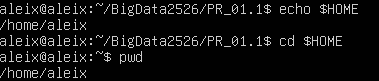 aleix@aleix:~/BigData2526/PR_01.1$ echo $HOME
/home/aleix
aleix@aleix:~/BigData2526/PR_01.1$ cd $HOME
aleix@aleix:~$ pwd
/home/aleix